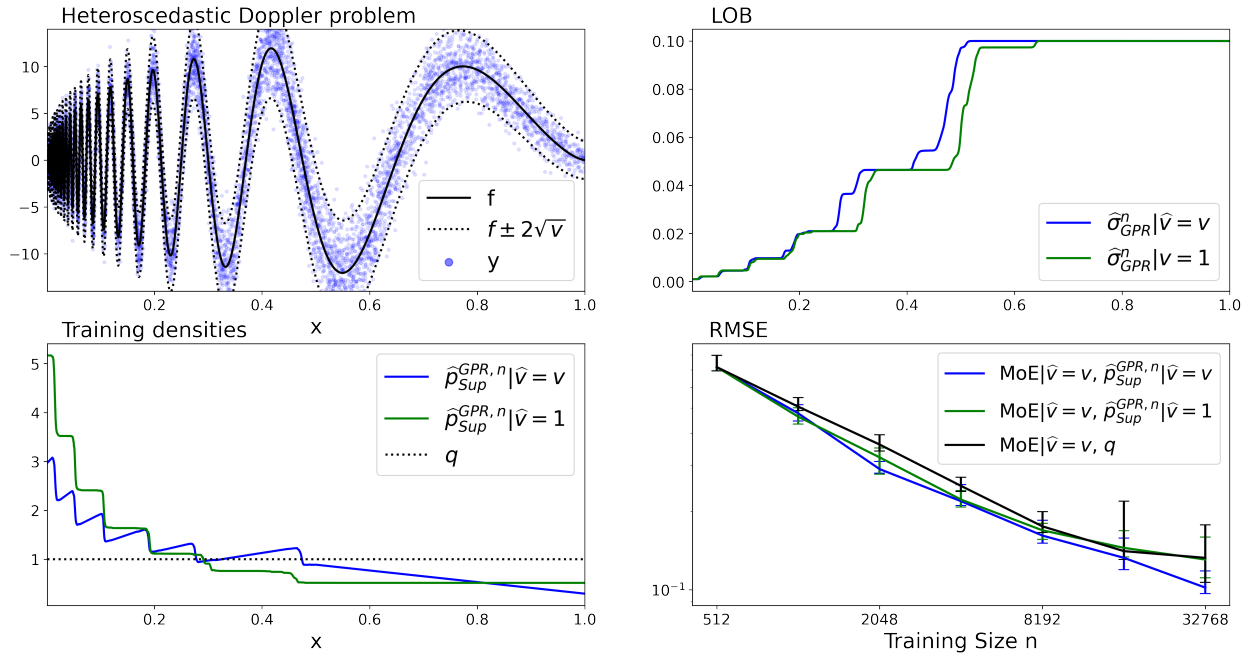 Heteroscedastic Doppler problem
10
5
0
−5
−10
f
f ± 2√v
y
0.2 0.4 0.6 0.8 1.0
x
LOB
0.10
0.08
0.06
0.04
0.02
0.00
σ̂ⁿ_GPR|v̂ = v
σ̂ⁿ_GPR|v = 1
0.2 0.4 0.6 0.8 1.0
Training densities
5
4
3
2
1
p̂_Sup^GPR, n|v̂ = v
p̂_Sup^GPR, n|v̂ = 1
q
0.2 0.4 0.6 0.8 1.0
x
RMSE
10⁻¹
MoE|v̂ = v, p̂_Sup^GPR, n|v̂ = v
MoE|v̂ = v, p̂_Sup^GPR, n|v̂ = 1
MoE|v̂ = v, q
512 2048 8192 32768
Training Size n